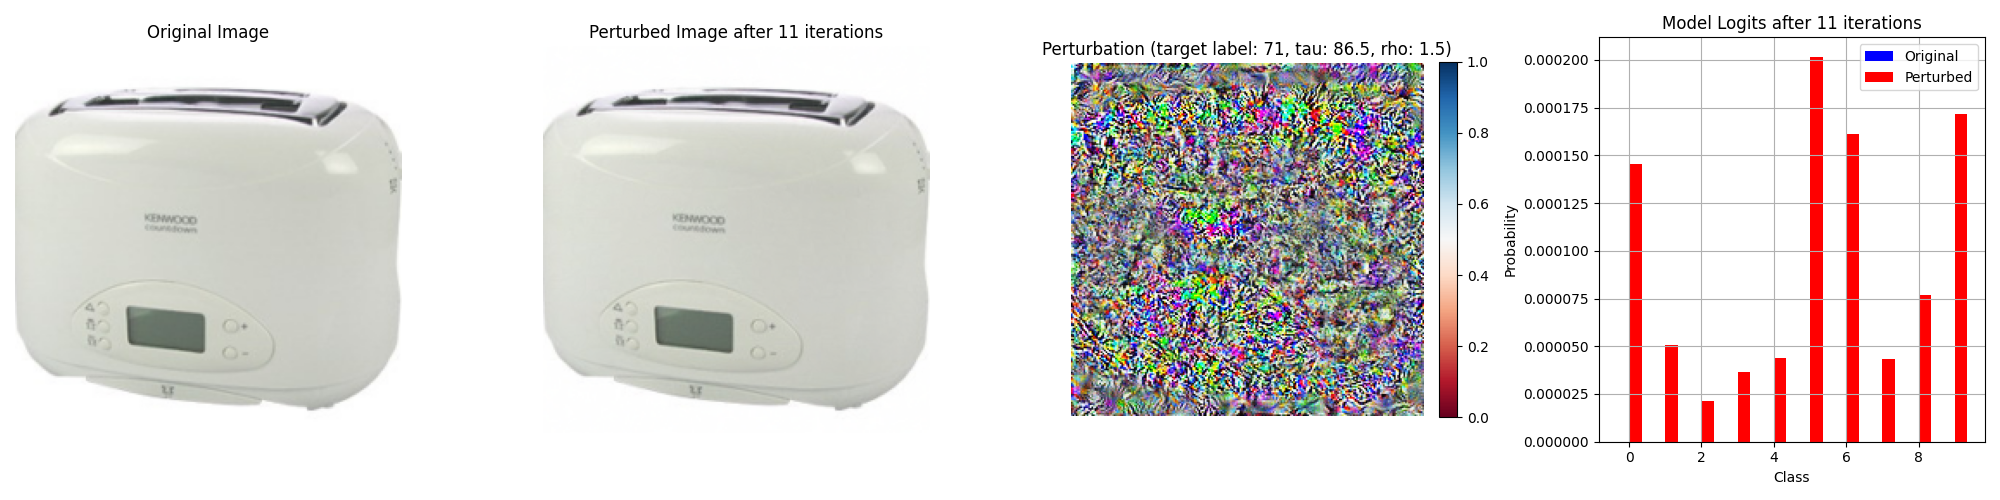 Original Image
KENWOOD
countdown
+
-
Perturbed Image after 11 iterations
KENWOOD
countdown
+
-
Perturbation (target label: 71, tau: 86.5, rho: 1.5)
1.0
0.8
0.6
0.4
0.2
0.0
Model Logits after 11 iterations
Original
Perturbed
Probability
0.000200
0.000175
0.000150
0.000125
0.000100
0.000075
0.000050
0.000025
0.000000
0 2 4 6 8
Class